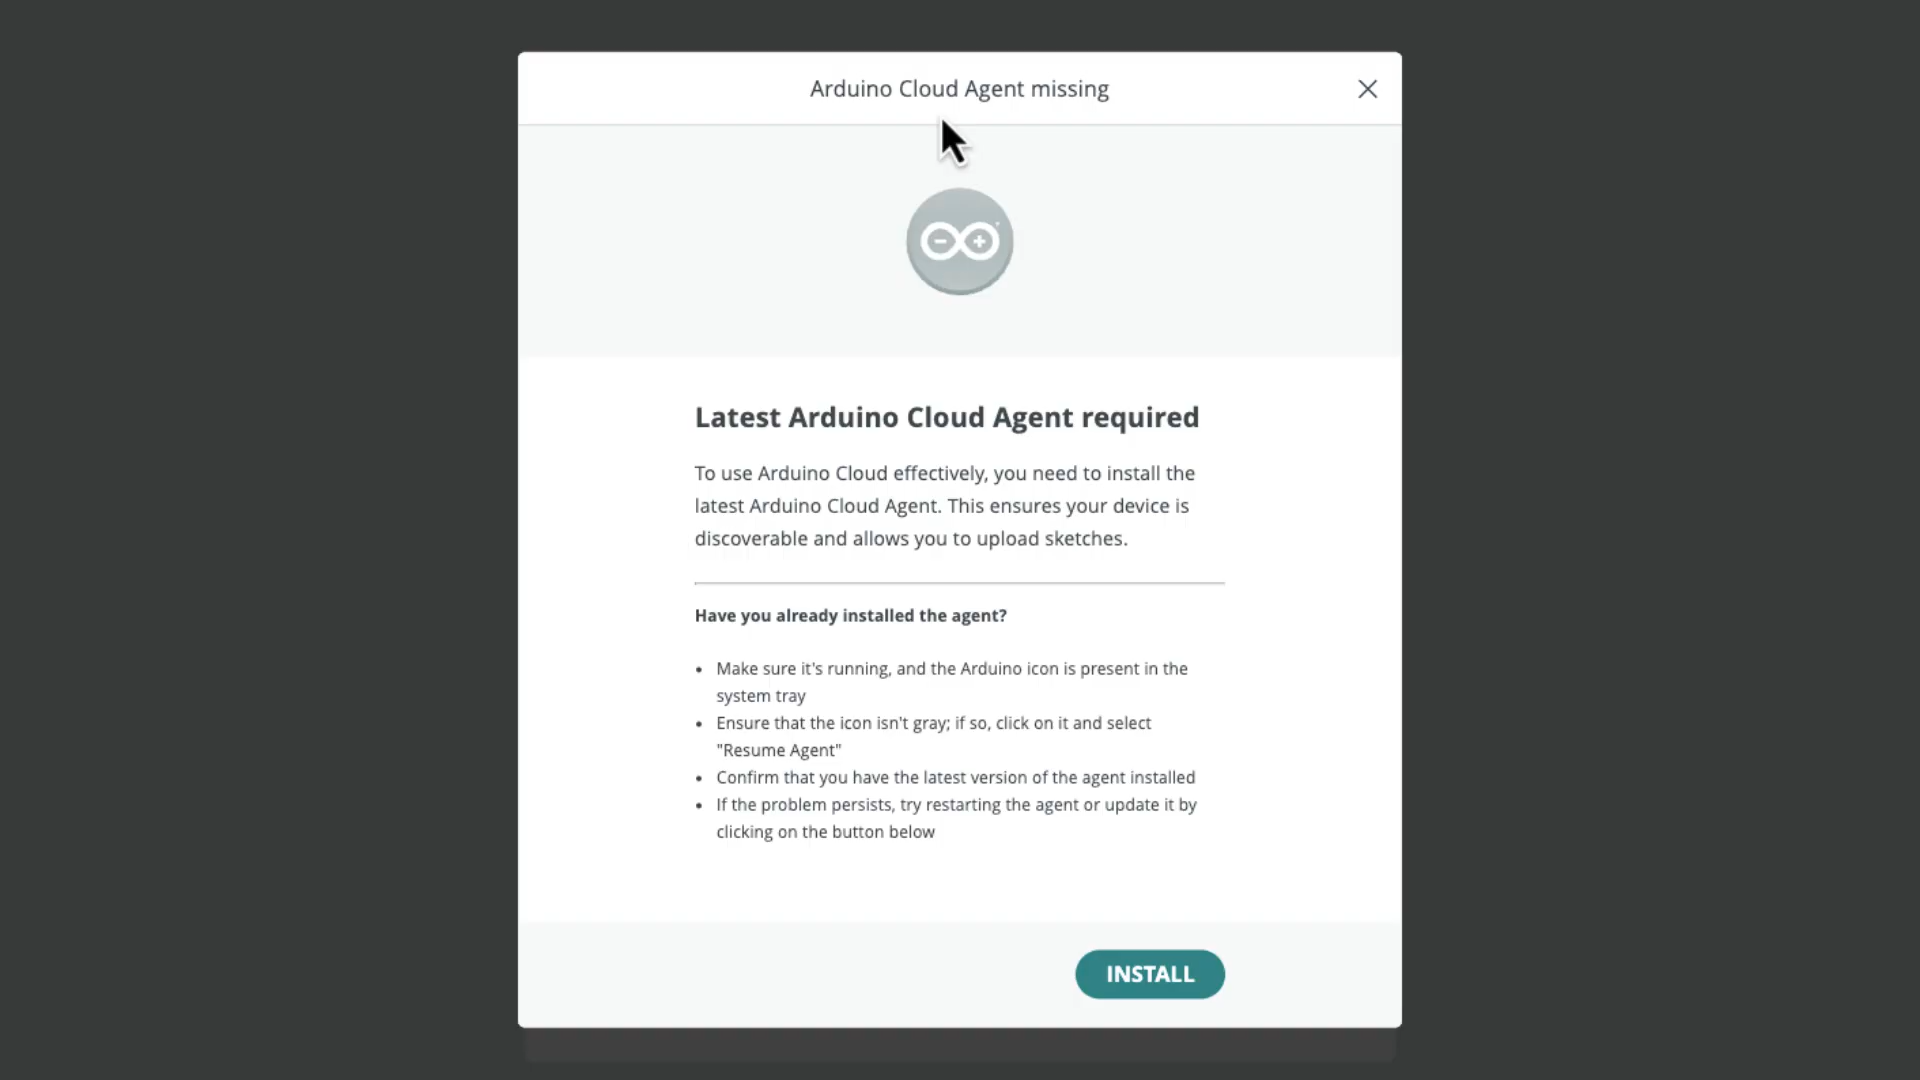 Arduino Cloud Agent missing
Latest Arduino Cloud Agent required
To use Arduino Cloud effectively, you need to install the
latest Arduino Cloud Agent. This ensures your device is
discoverable and allows you to upload sketches.
Have you already installed the agent?
• Make sure it's running, and the Arduino icon is present in the
system tray
• Ensure that the icon isn't gray; if so, click on it and select
"Resume Agent"
• Confirm that you have the latest version of the agent installed
• If the problem persists, try restarting the agent or update it by
clicking on the button below
INSTALL